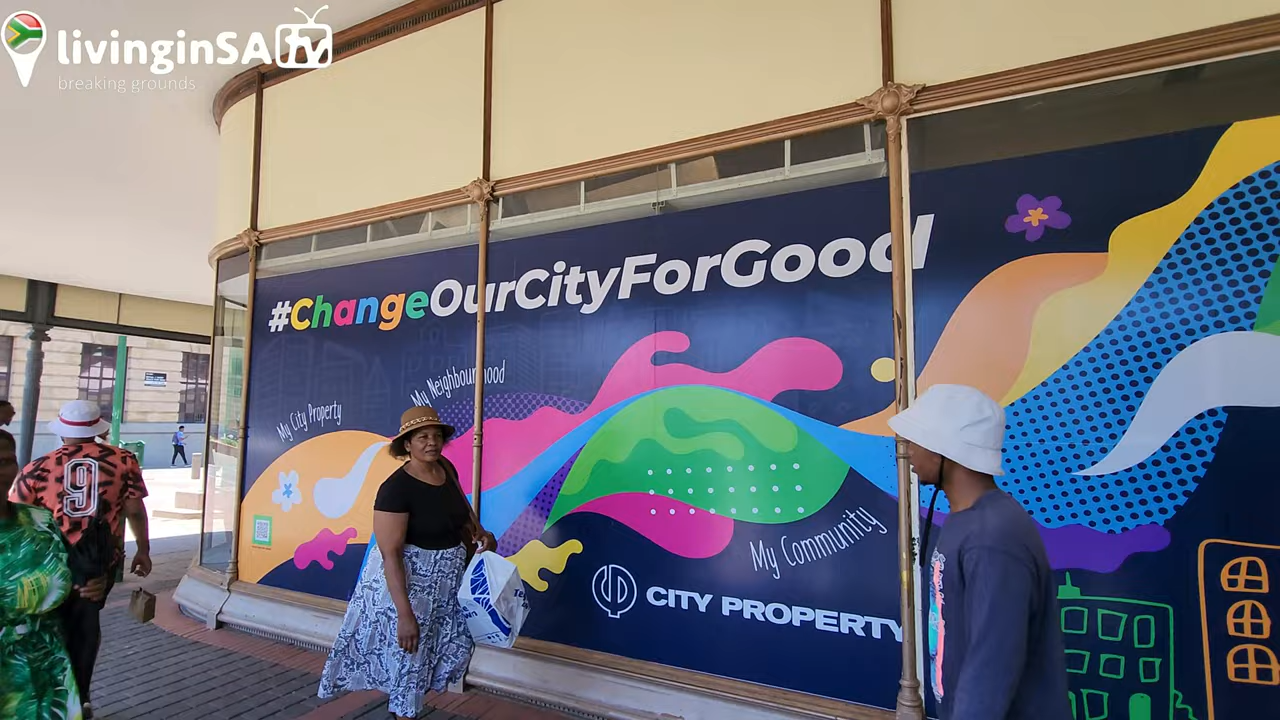 livinginSA tv
breaking grounds
#ChangeOurCityForGood
My Neighbourhood
My City Property
9
My Community
CITY PROPERTY